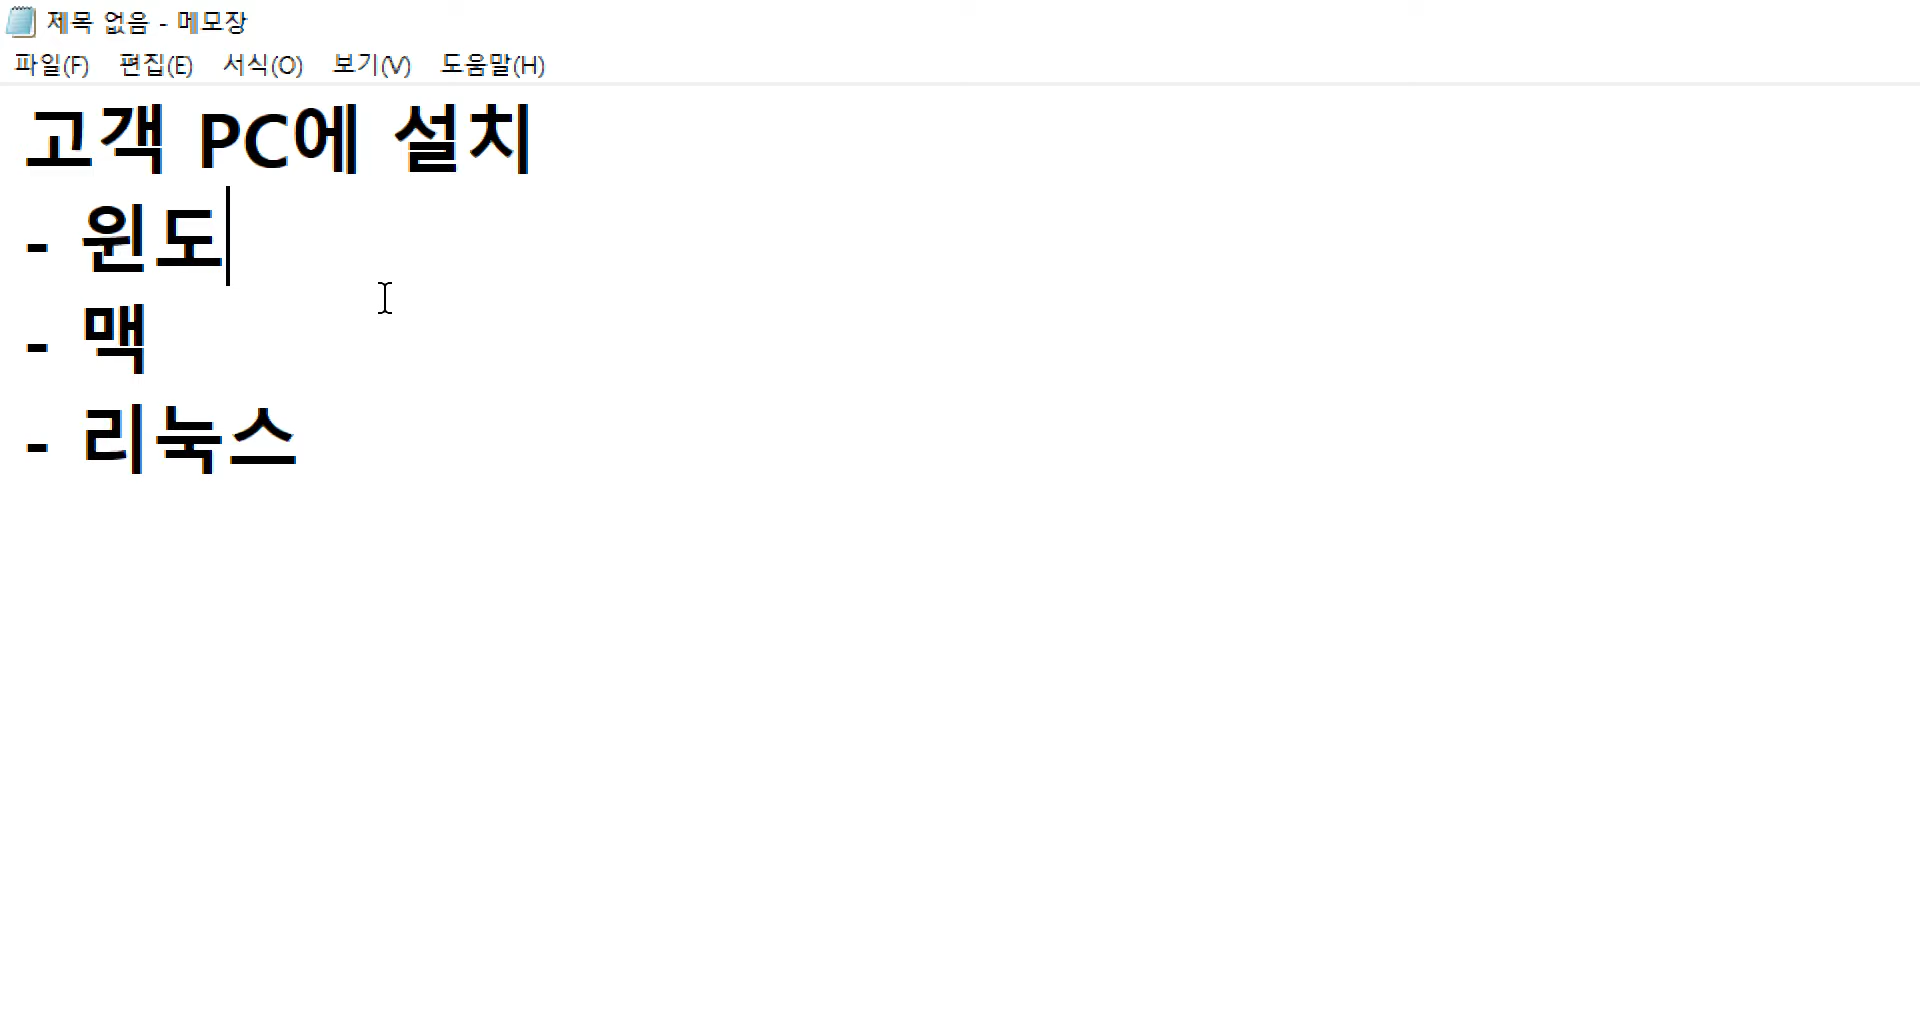 제목 없음 - 메모장
파일(F) 편집(E) 서식(O) 보기(V) 도움말(H)
고객 PC에 설치
- 윈도
- 맥
- 리눅스